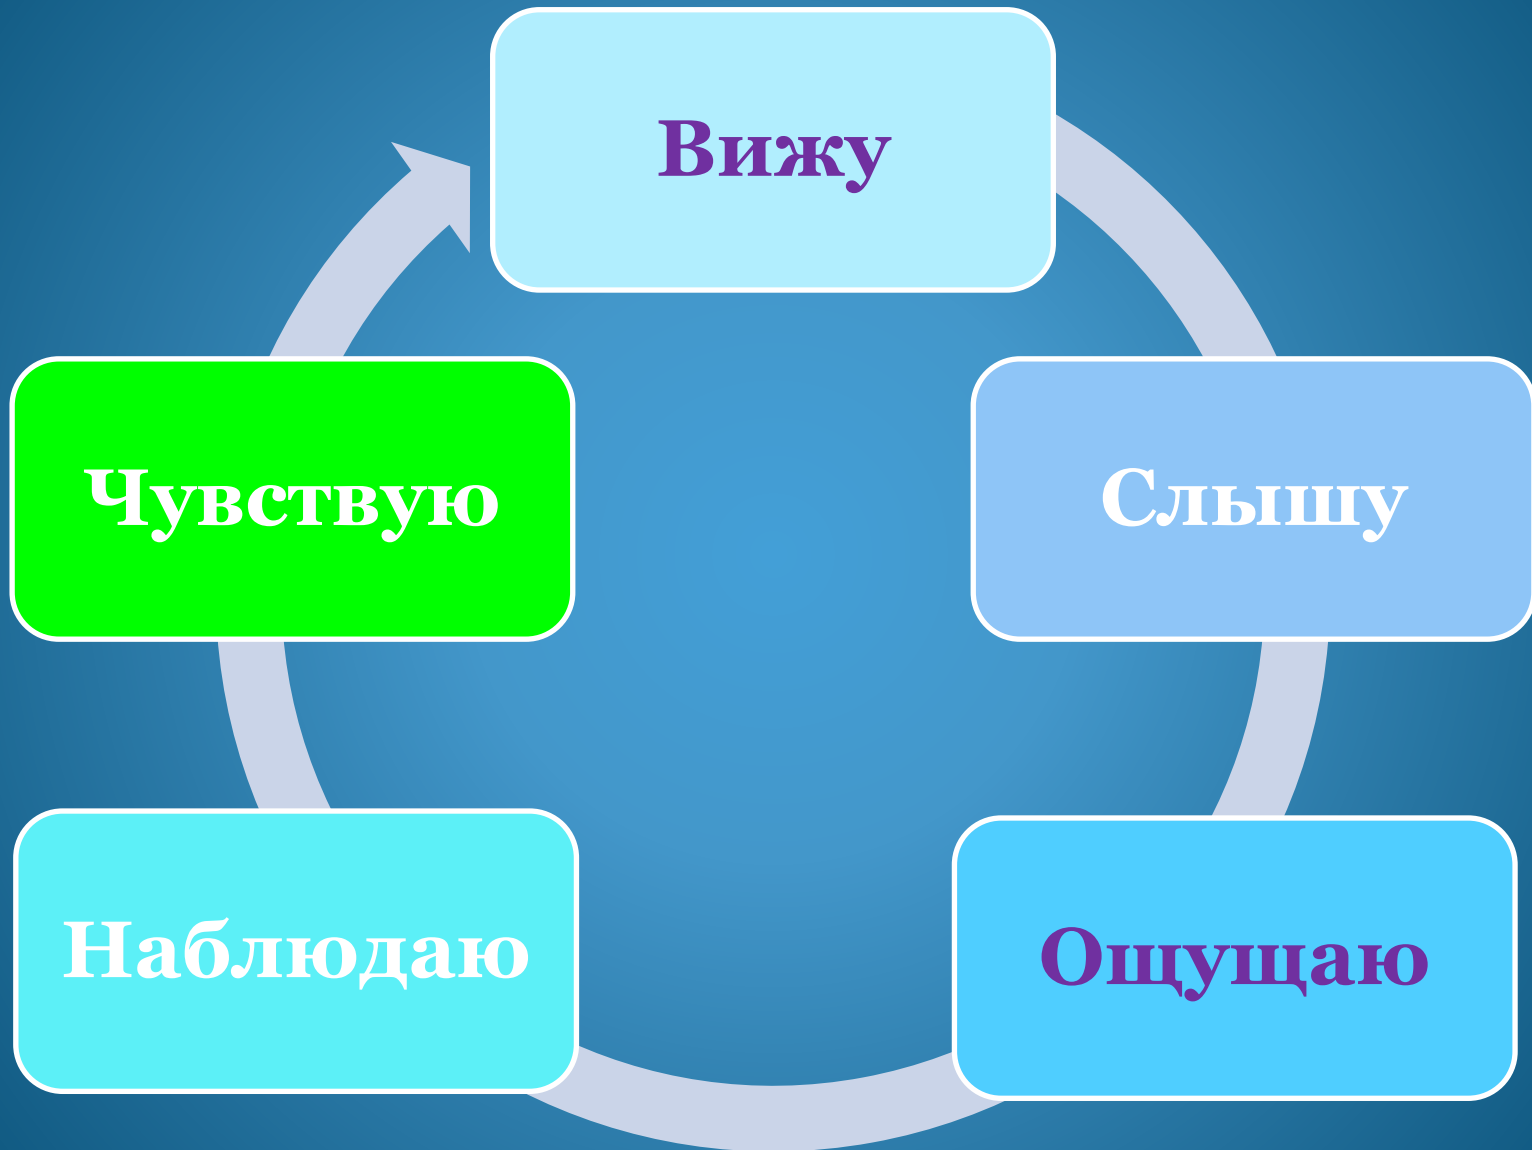 Вижу
Слышу
Ощущаю
Наблюдаю
Чувствую